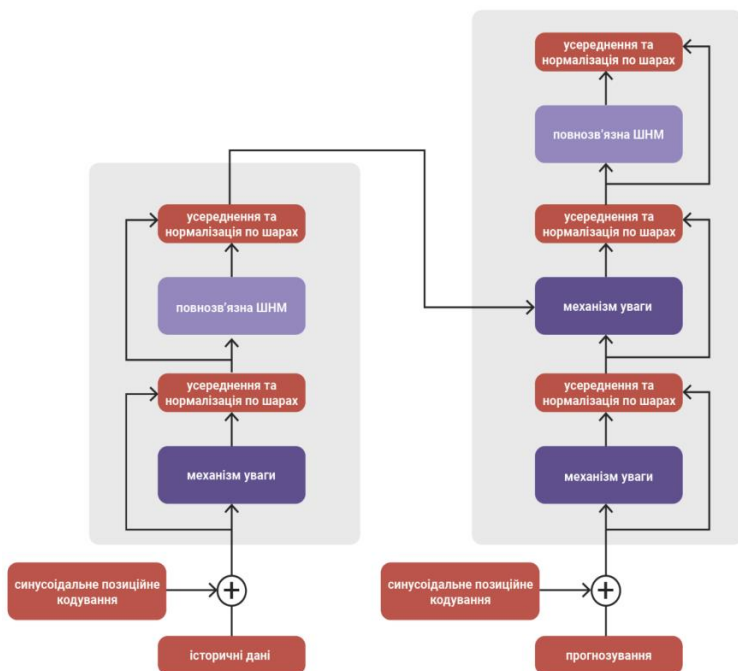 усереднення та
нормалізація по шарах
повнозв'язна ШНМ
механізм уваги
синусоїдальне позиційне
кодування
+
історичні дані
усереднення та
нормалізація по шарах
усереднення та
нормалізація по шарах
повнозв'язна ШНМ
усереднення та
нормалізація по шарах
механізм уваги
усереднення та
нормалізація по шарах
механізм уваги
синусоїдальне позиційне
кодування
+
прогнозування